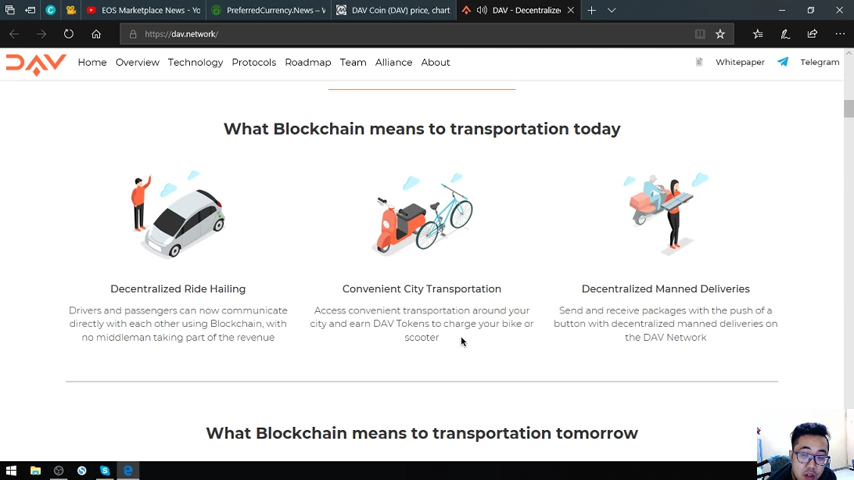 EOS Marketplace News - Yo
PreferredCurrency.News –
DAV Coin (DAV) price, chart
DAV - Decentralize
https://dav.network/
DAV
Home
Overview
Technology
Protocols
Roadmap
Team
Alliance
About
Whitepaper
Telegram
What Blockchain means to transportation today
Decentralized Ride Hailing
Drivers and passengers can now communicate
directly with each other using Blockchain, with
no middleman taking part of the revenue
Convenient City Transportation
Access convenient transportation around your
city and earn DAV Tokens to charge your bike or
scooter
Decentralized Manned Deliveries
Send and receive packages with the push of a
button with decentralized manned deliveries on
the DAV Network
What Blockchain means to transportation tomorrow